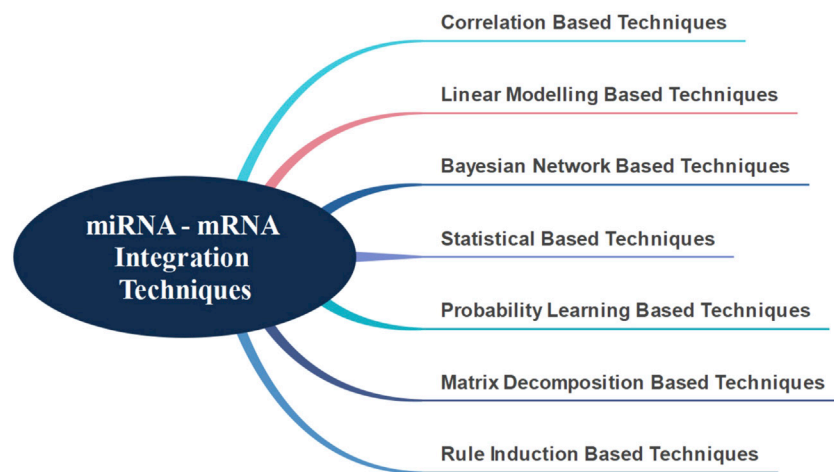 Correlation Based Techniques
Linear Modelling Based Techniques
Bayesian Network Based Techniques
miRNA - mRNA
Integration
Techniques
Statistical Based Techniques
Probability Learning Based Techniques
Matrix Decomposition Based Techniques
Rule Induction Based Techniques